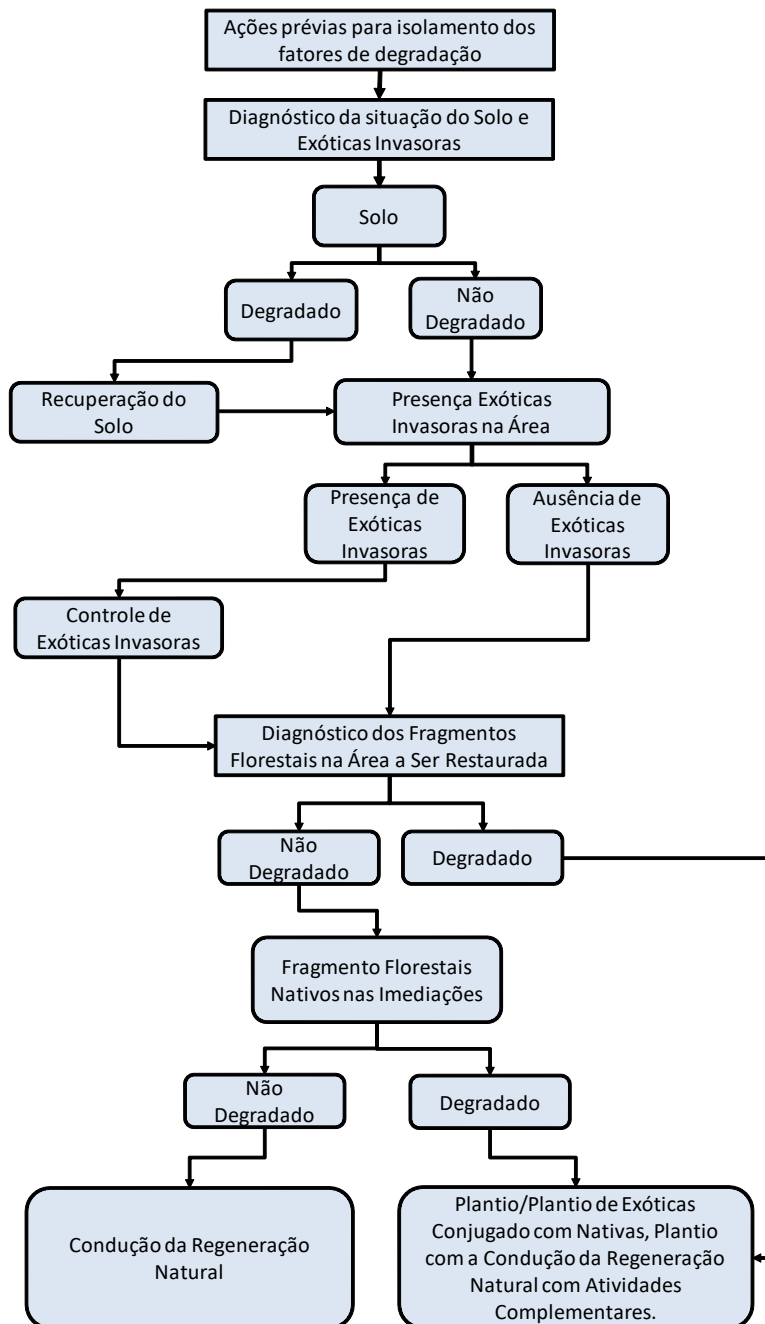 Ações prévias para isolamento dos
fatores de degradação
Diagnóstico da situação do Solo e
Exóticas Invasoras
Solo
Degradado
Não
Degradado
Recuperação do
Solo
Presença Exóticas
Invasoras na Área
Presença de
Exóticas
Invasoras
Ausência de
Exóticas
Invasoras
Controle de
Exóticas Invasoras
Diagnóstico dos Fragmentos
Florestais na Área a Ser Restaurada
Não
Degradado
Degradado
Fragmento Florestais
Nativos nas Imediações
Não
Degradado
Degradado
Condução da Regeneração
Natural
Plantio/Plantio de Exóticas
Conjugado com Nativas, Plantio
com a Condução da Regeneração
Natural com Atividades
Complementares.